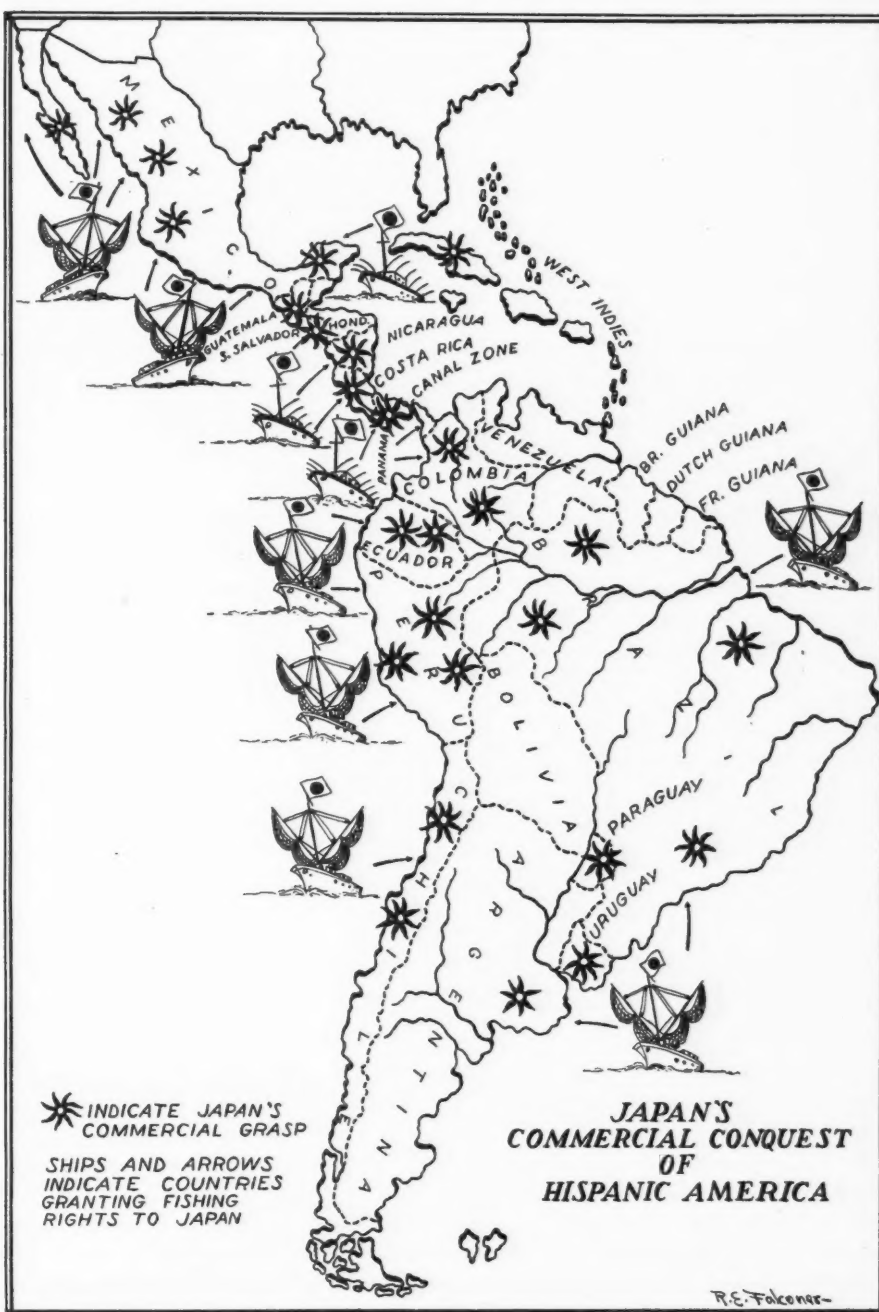 MEXICO
GUATEMALA
S. SALVADOR
HOND.
NICARAGUA
COSTA RICA
CANAL ZONE
PANAMA
WEST INDIES
VENEZUELA
COLOMBIA
BR. GUIANA
DUTCH GUIANA
FR. GUIANA
ECUADOR
PERU
BRAZIL
BOLIVIA
PARAGUAY
URUGUAY
CHILE
ARGENTINA
INDICATE JAPAN'S
COMMERCIAL GRASP
SHIPS AND ARROWS
INDICATE COUNTRIES
GRANTING FISHING
RIGHTS TO JAPAN
JAPAN'S
COMMERCIAL CONQUEST
OF
HISPANIC AMERICA
R.E. Falconer-